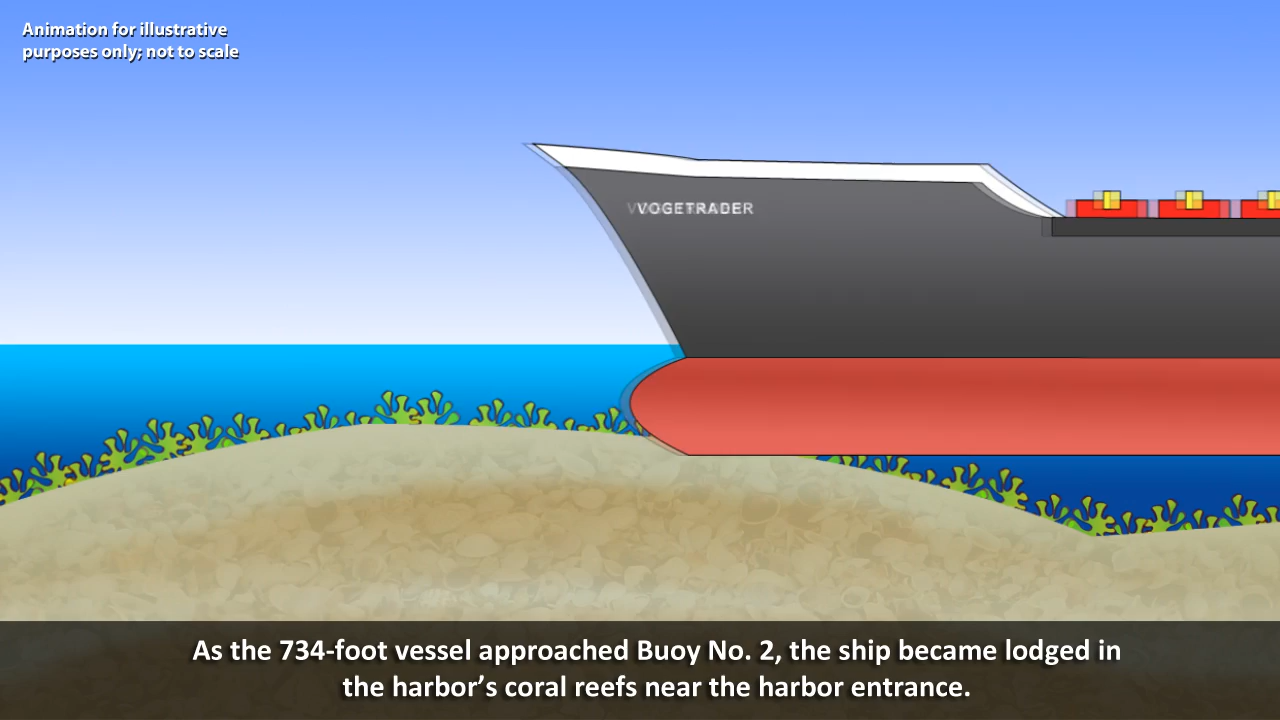 Animation for illustrative
purposes only; not to scale
VOGETRADER
As the 734-foot vessel approached Buoy No. 2, the ship became lodged in
the harbor’s coral reefs near the harbor entrance.